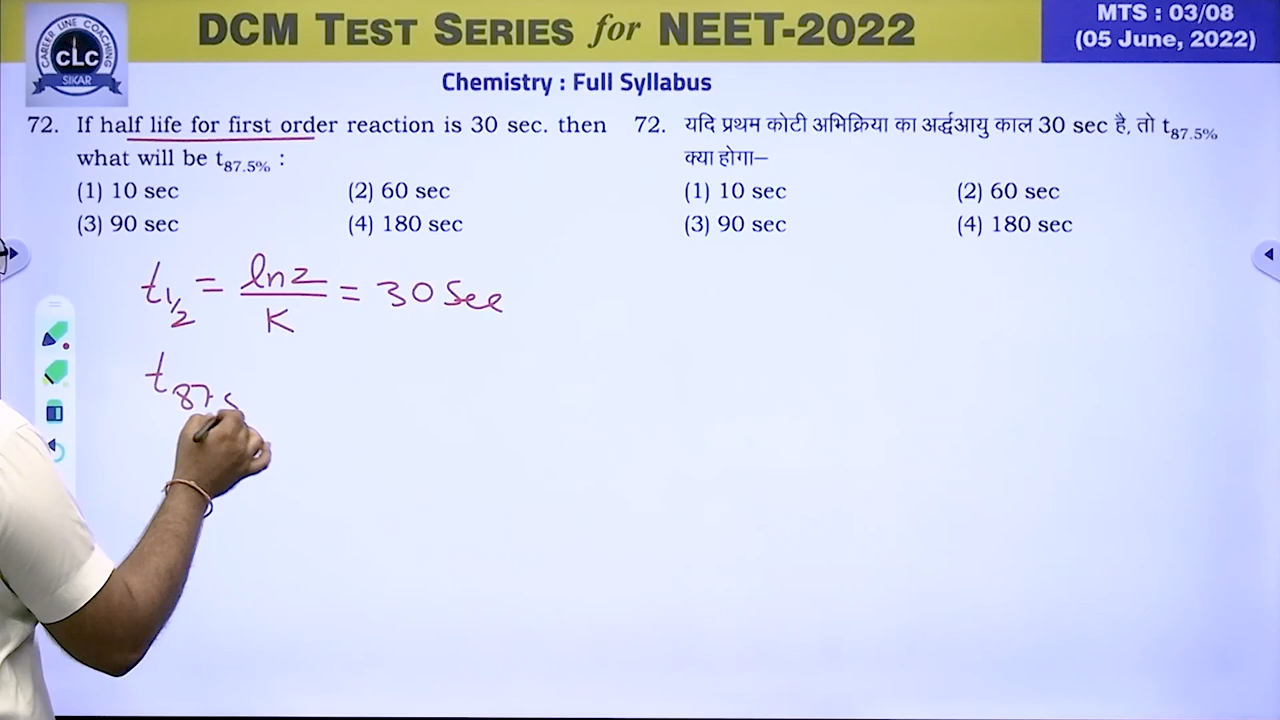 DCM TEST SERIES for NEET-2022
MTS : 03/08
(05 June, 2022)
CAREER LINE COACHING
CLC
SIKAR
Chemistry : Full Syllabus
72. If half life for first order reaction is 30 sec. then
what will be t87.5% :
(1) 10 sec (2) 60 sec
(3) 90 sec (4) 180 sec
72. यदि प्रथम कोटी अभिक्रिया का अर्द्धआयु काल 30 sec है, तो t87.5%
क्या होगा–
(1) 10 sec (2) 60 sec
(3) 90 sec (4) 180 sec
t1/2 = ln2/K = 30 Sec
t87.5